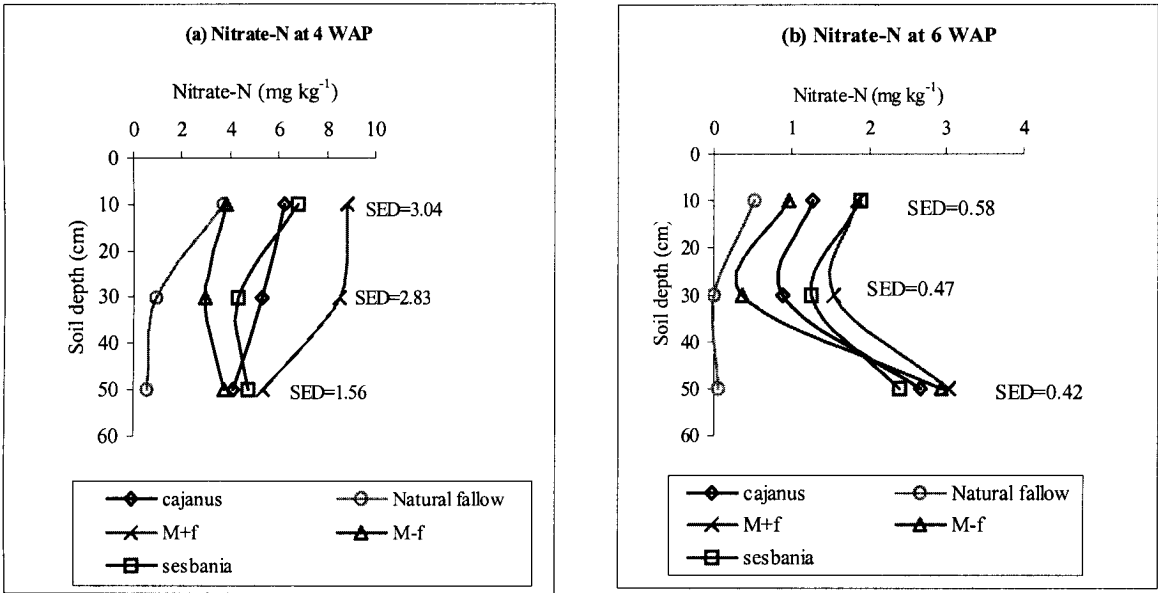 (a) Nitrate-N at 4 WAP
Nitrate-N (mg kg-1)
0 2 4 6 8 10
0
10
20
30
40
50
60
Soil depth (cm)
SED=3.04
SED=2.83
SED=1.56
cajanus
Natural fallow
M+f
M-f
sesbania
(b) Nitrate-N at 6 WAP
Nitrate-N (mg kg-1)
0 1 2 3 4
0
10
20
30
40
50
60
Soil depth (cm)
SED=0.58
SED=0.47
SED=0.42
cajanus
Natural fallow
M+f
M-f
sesbania